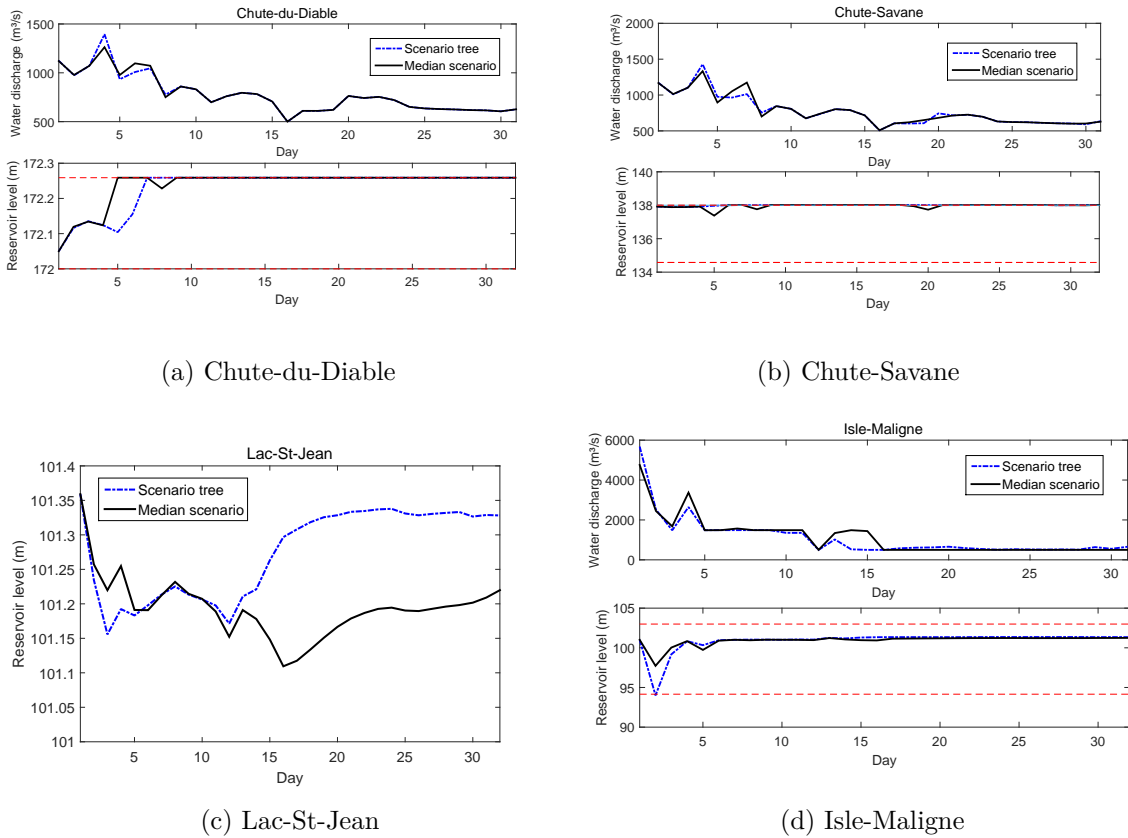 Chute-du-Diable
Water discharge (m³/s)
1500
1000
500
Scenario tree
Median scenario
5 10 15 20 25 30
Day
Reservoir level (m)
172.3
172.2
172.1
172
5 10 15 20 25 30
Day
(a) Chute-du-Diable
Chute-Savane
Water discharge (m³/s)
2000
1500
1000
500
Scenario tree
Median scenario
5 10 15 20 25 30
Day
Reservoir level (m)
140
138
136
134
5 10 15 20 25 30
Day
(b) Chute-Savane
Lac-St-Jean
Reservoir level (m)
101.4
101.35
101.3
101.25
101.2
101.15
101.1
101.05
101
Scenario tree
Median scenario
5 10 15 20 25 30
Day
(c) Lac-St-Jean
Isle-Maligne
Water discharge (m³/s)
6000
4000
2000
0
Scenario tree
Median scenario
5 10 15 20 25 30
Day
Reservoir level (m)
105
100
95
90
5 10 15 20 25 30
Day
(d) Isle-Maligne